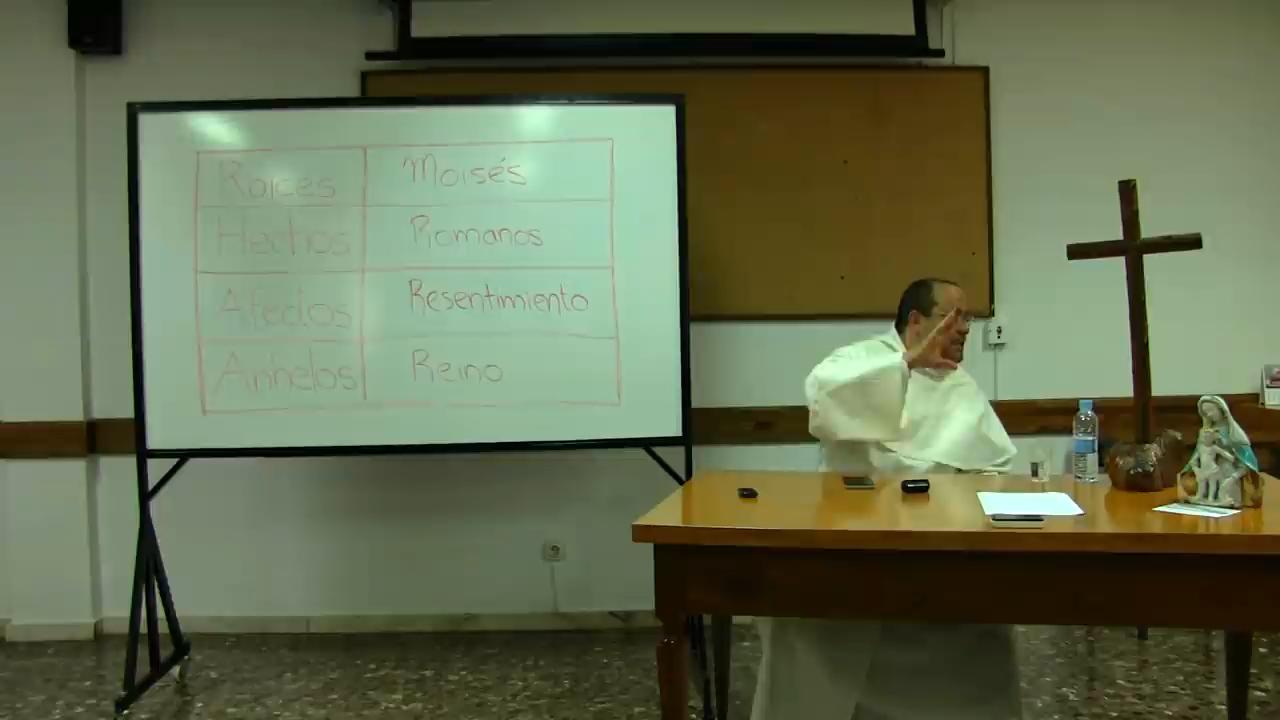 Raíces Moisés
Hechos Romanos
Afectos Resentimiento
Anhelos Reino